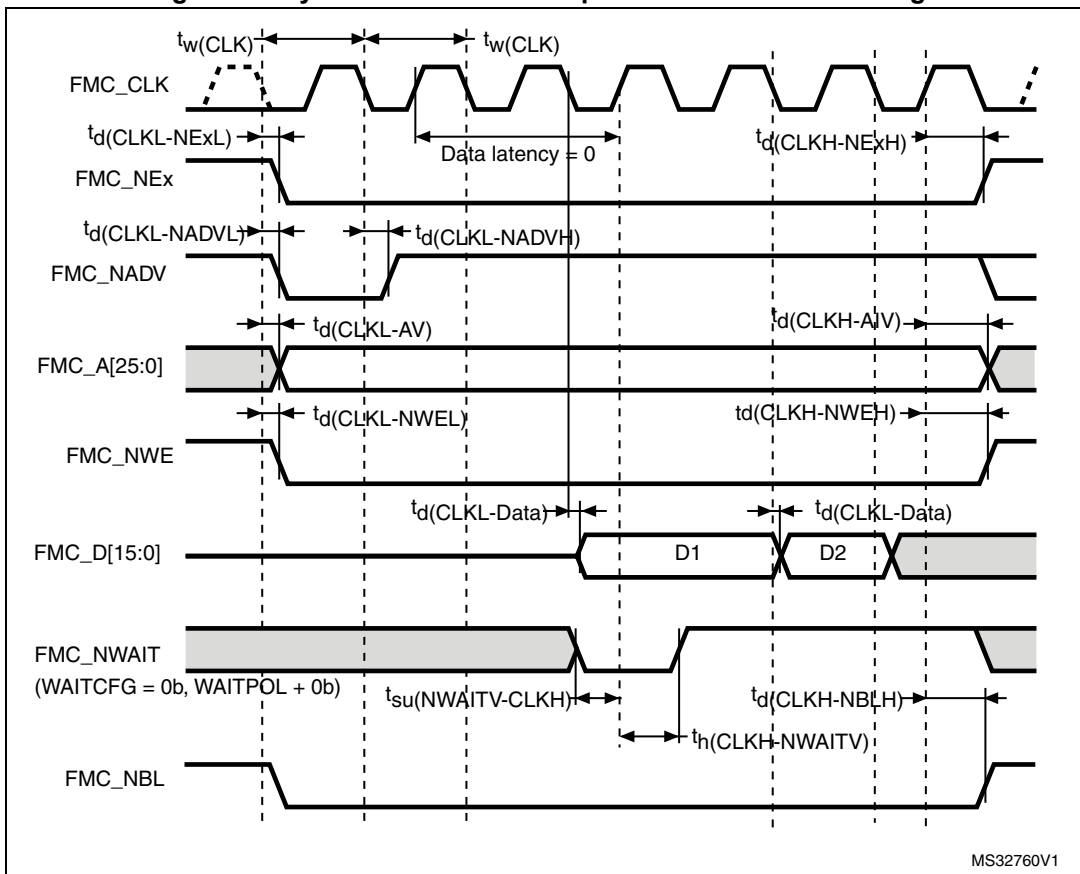 tw(CLK) tw(CLK)
FMC_CLK
td(CLKL-NExL) Data latency = 0 td(CLKH-NExH)
FMC_NEx
td(CLKL-NADVL) td(CLKL-NADVH)
FMC_NADV
td(CLKL-AV) td(CLKH-AIV)
FMC_A[25:0]
td(CLKL-NWEL) td(CLKH-NWEH)
FMC_NWE
td(CLKL-Data) td(CLKL-Data)
FMC_D[15:0] D1 D2
FMC_NWAIT
(WAITCFG = 0b, WAITPOL + 0b)
tsu(NWAITV-CLKH) td(CLKH-NBLH)
th(CLKH-NWAITV)
FMC_NBL
MS32760V1